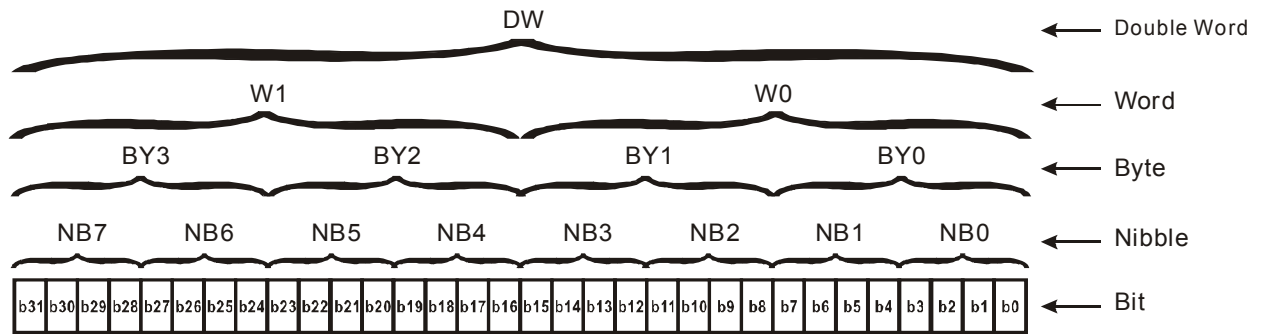 DW Double Word
W1 W0 Word
BY3 BY2 BY1 BY0 Byte
NB7 NB6 NB5 NB4 NB3 NB2 NB1 NB0 Nibble
b31 b30 b29 b28 b27 b26 b25 b24 b23 b22 b21 b20 b19 b18 b17 b16 b15 b14 b13 b12 b11 b10 b9 b8 b7 b6 b5 b4 b3 b2 b1 b0 Bit